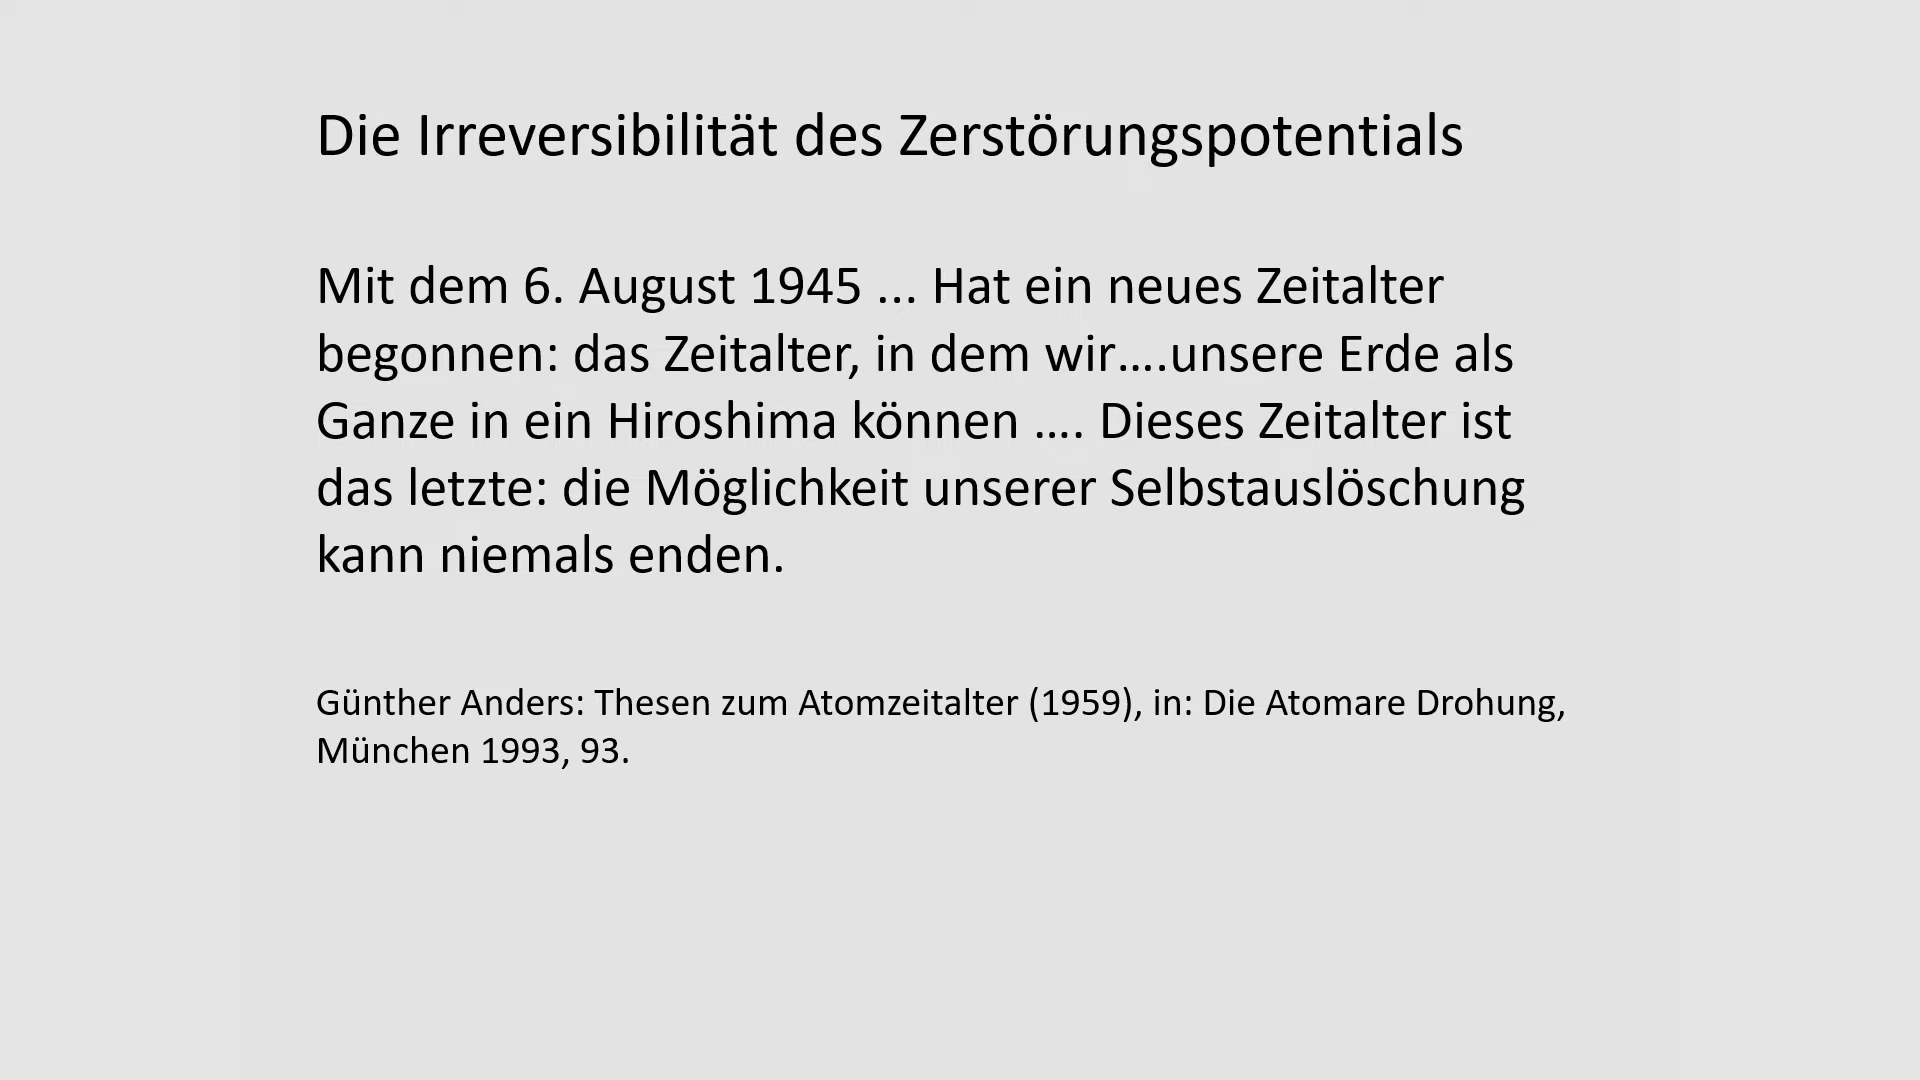 Die Irreversibilität des Zerstörungspotentials
Mit dem 6. August 1945 ... Hat ein neues Zeitalter
begonnen: das Zeitalter, in dem wir….unsere Erde als
Ganze in ein Hiroshima können …. Dieses Zeitalter ist
das letzte: die Möglichkeit unserer Selbstauslöschung
kann niemals enden.
Günther Anders: Thesen zum Atomzeitalter (1959), in: Die Atomare Drohung,
München 1993, 93.